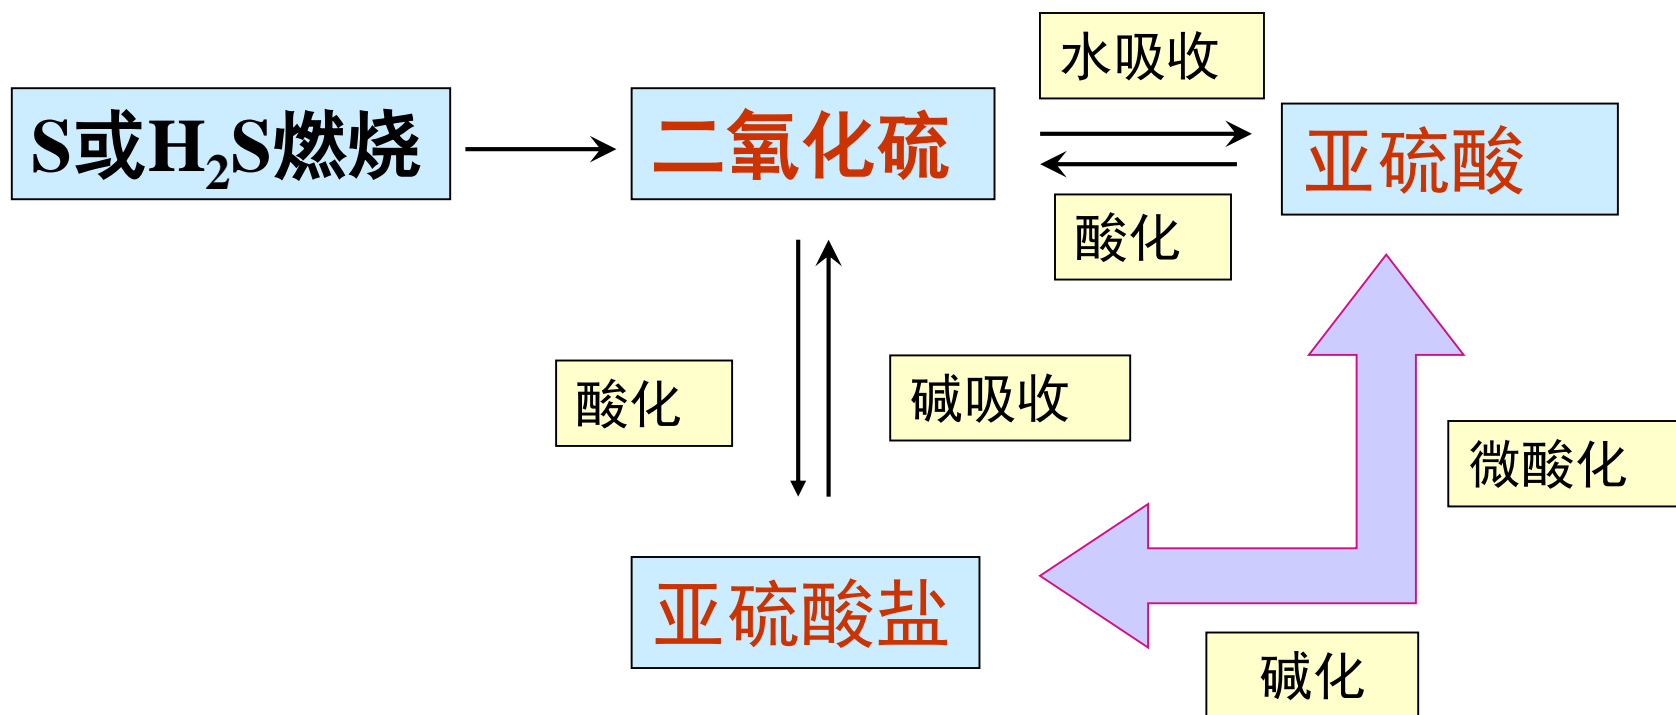 水吸收
S或H₂S燃烧
二氧化硫
亚硫酸
酸化
酸化
碱吸收
微酸化
亚硫酸盐
碱化